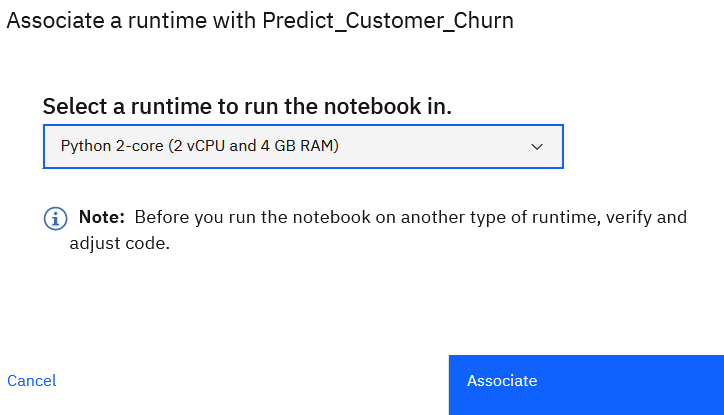 Associate a runtime with Predict_Customer_Churn
Select a runtime to run the notebook in.
Python 2-core (2 vCPU and 4 GB RAM)
Note: Before you run the notebook on another type of runtime, verify and
adjust code.
Cancel
Associate